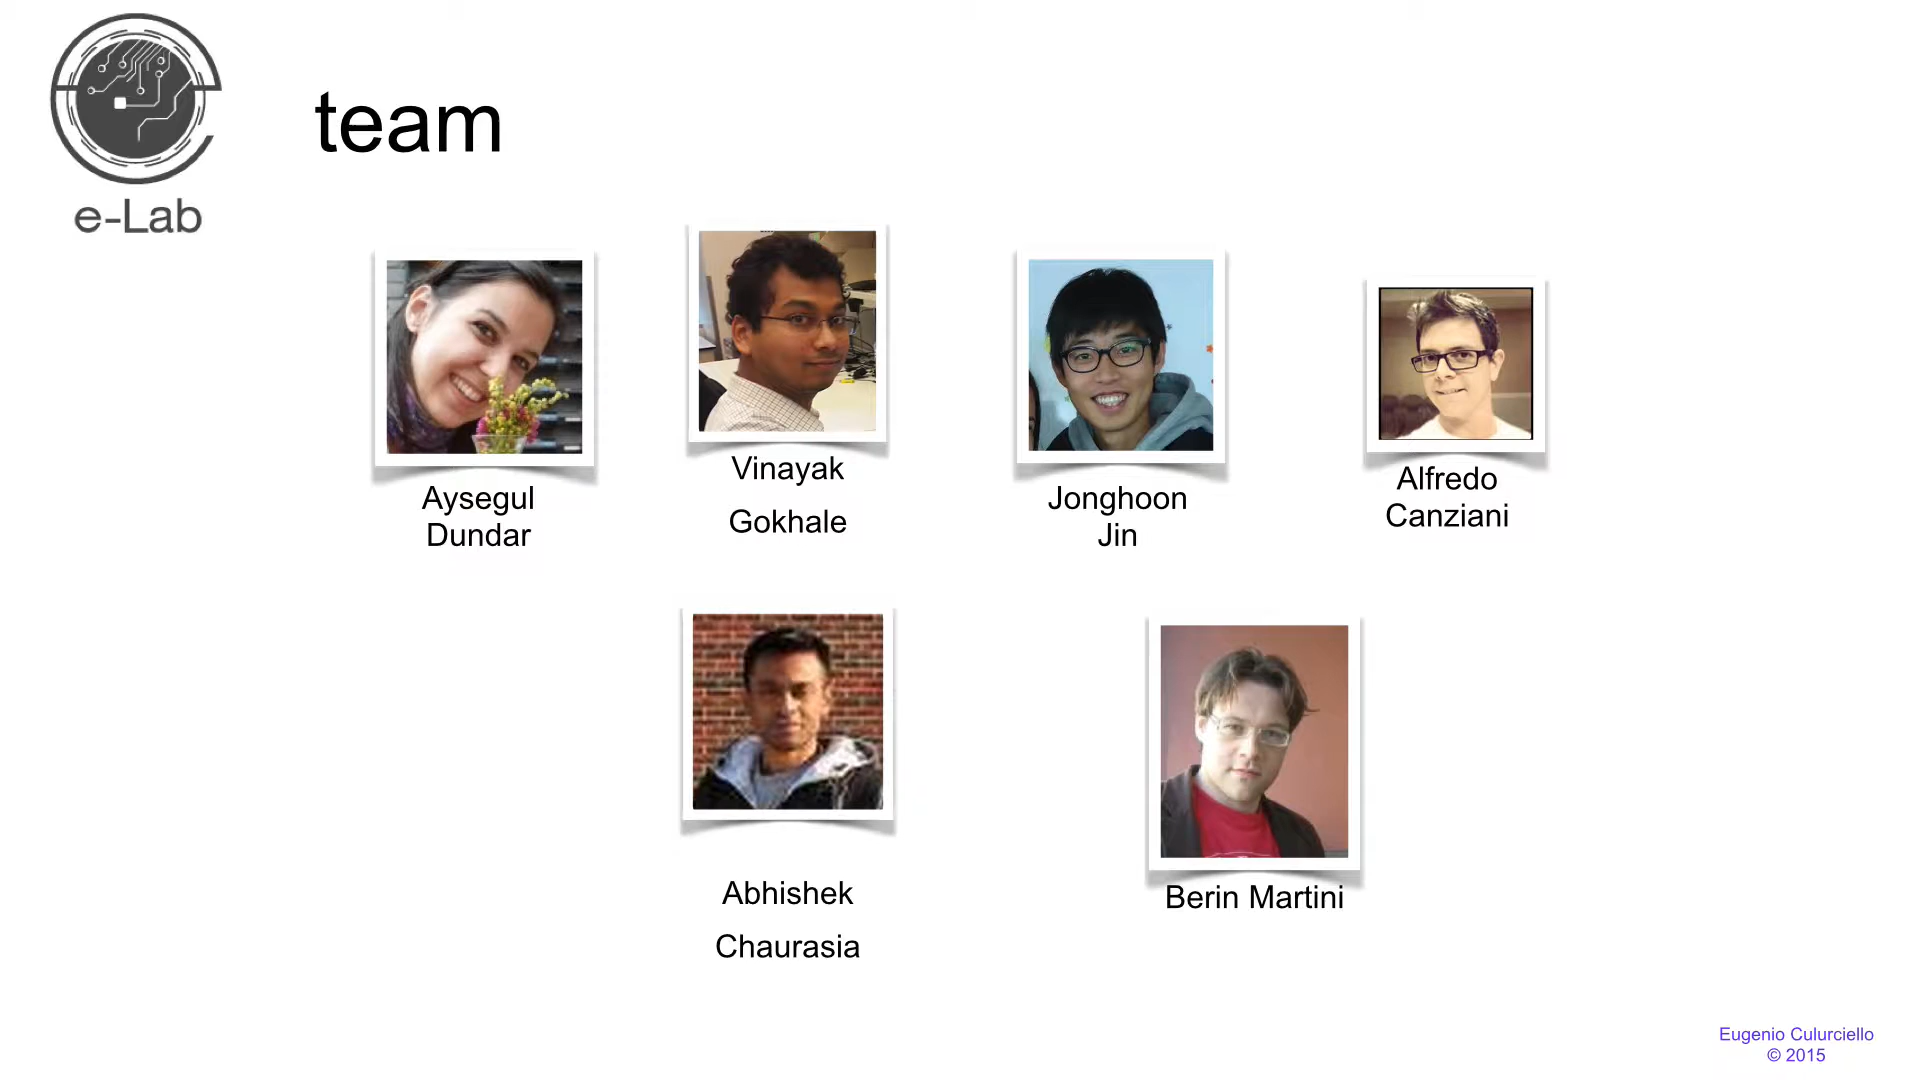 e-Lab
team
Aysegul
Dundar
Vinayak
Gokhale
Jonghoon
Jin
Alfredo
Canziani
Abhishek
Chaurasia
Berin Martini
Eugenio Culurciello
© 2015